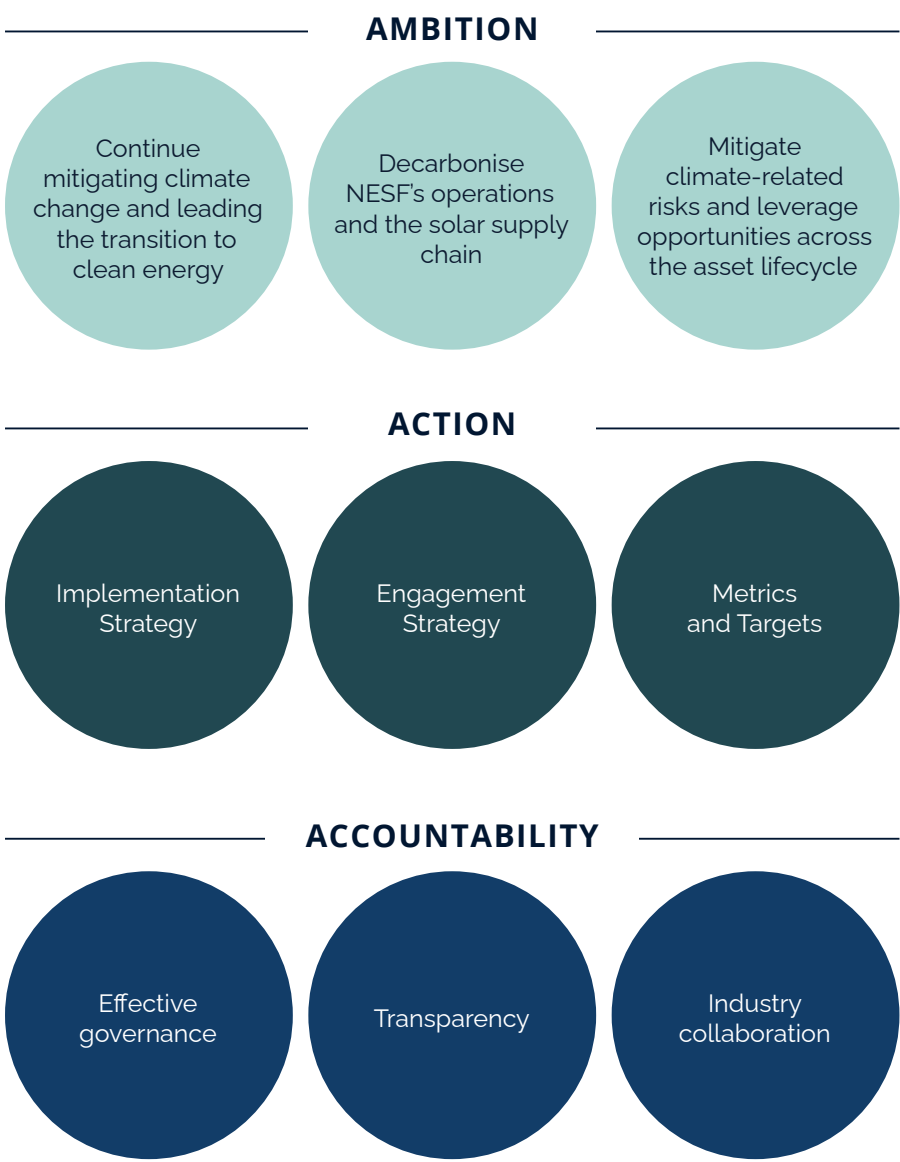 AMBITION
Continue
mitigating climate
change and leading
the transition to
clean energy
Decarbonise
NESF’s operations
and the solar supply
chain
Mitigate
climate-related
risks and leverage
opportunities across
the asset lifecycle
ACTION
Implementation
Strategy
Engagement
Strategy
Metrics
and Targets
ACCOUNTABILITY
Effective
governance
Transparency
Industry
collaboration